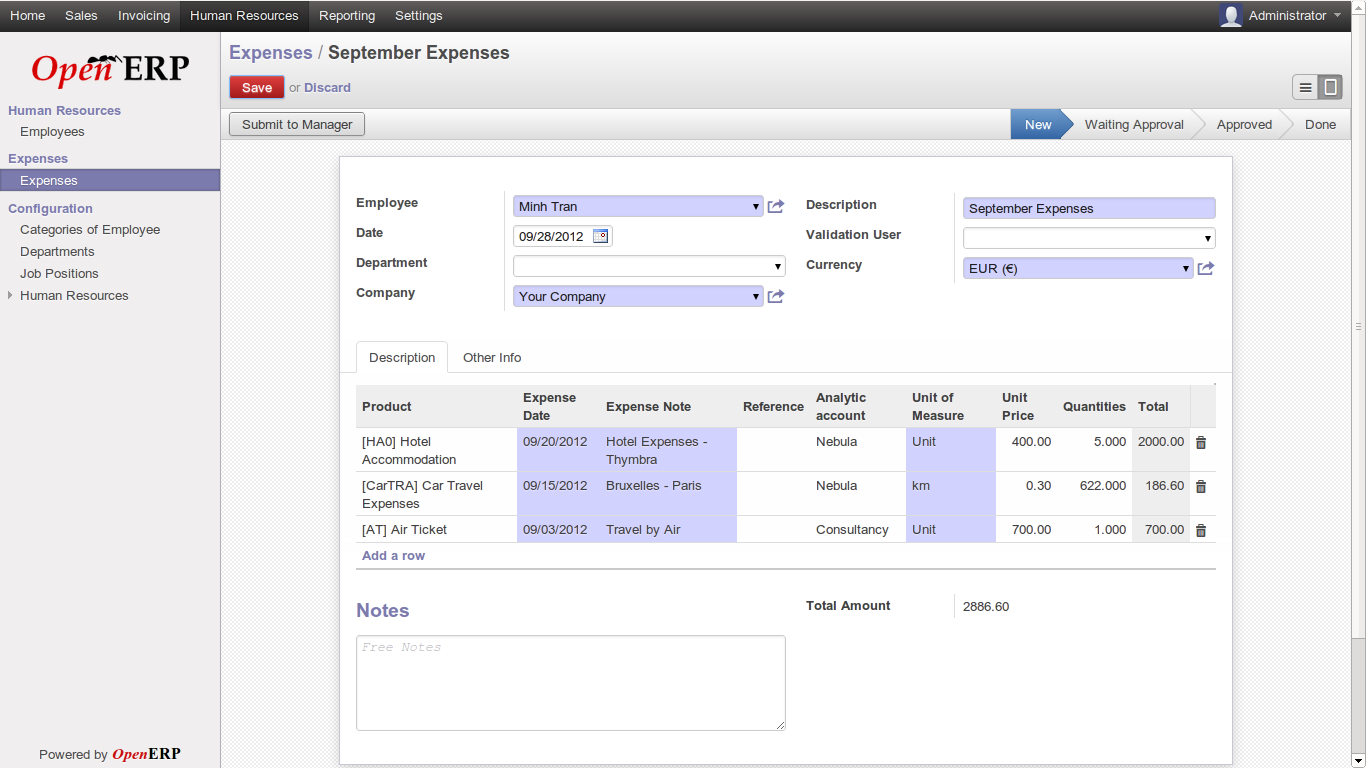 Home Sales Invoicing Human Resources Reporting Settings Administrator
OpenERP
Human Resources
Employees
Expenses
Expenses
Configuration
Categories of Employee
Departments
Job Positions
Human Resources
Powered by OpenERP
Expenses / September Expenses
Save or Discard
Submit to Manager New Waiting Approval Approved Done
Employee Minh Tran
Date 09/28/2012
Department
Company Your Company
Description September Expenses
Validation User
Currency EUR (€)
Description Other Info
Product Expense Date Expense Note Reference Analytic account Unit of Measure Unit Price Quantities Total
[HA0] Hotel Accommodation 09/20/2012 Hotel Expenses - Thymbra Nebula Unit 400.00 5.000 2000.00
[CarTRA] Car Travel Expenses 09/15/2012 Bruxelles - Paris Nebula km 0.30 622.000 186.60
[AT] Air Ticket 09/03/2012 Travel by Air Consultancy Unit 700.00 1.000 700.00
Add a row
Notes
Free Notes
Total Amount 2886.60